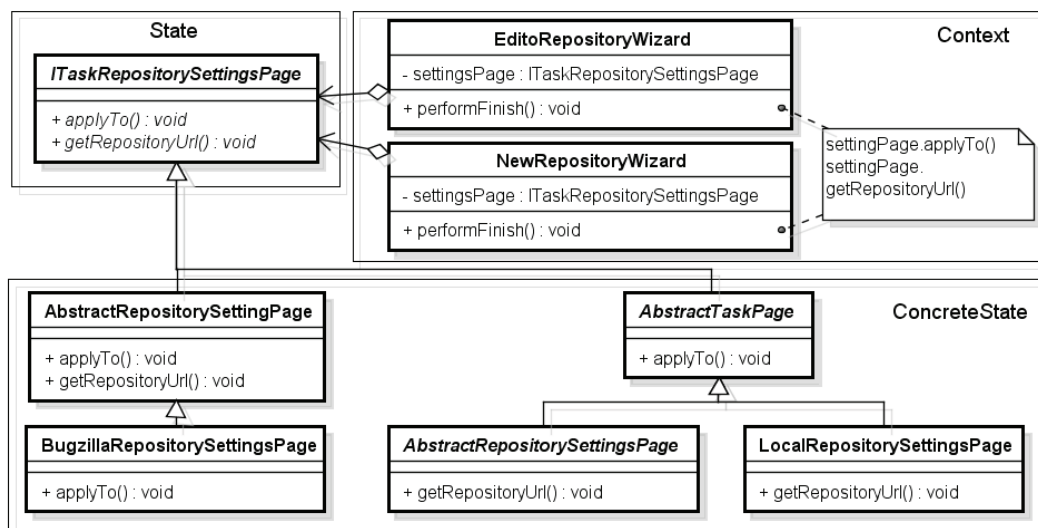 State
ITaskRepositorySettingsPage
+ applyTo() : void
+ getRepositoryUrl() : void
Context
EditoRepositoryWizard
- settingsPage : ITaskRepositorySettingsPage
+ performFinish() : void
NewRepositoryWizard
- settingsPage : ITaskRepositorySettingsPage
+ performFinish() : void
settingPage.applyTo()
settingPage.
getRepositoryUrl()
ConcreteState
AbstractRepositorySettingPage
+ applyTo() : void
+ getRepositoryUrl() : void
AbstractTaskPage
+ applyTo() : void
BugzillaRepositorySettingsPage
+ applyTo() : void
AbstractRepositorySettingsPage
+ getRepositoryUrl() : void
LocalRepositorySettingsPage
+ getRepositoryUrl() : void